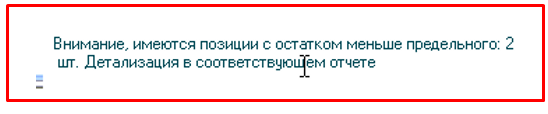 Внимание, имеются позиции с остатком меньше предельного: 2
шт. Детализация в соответствующем отчете